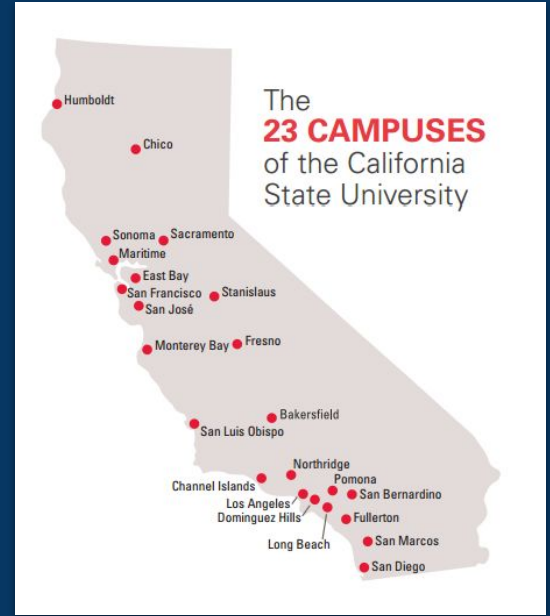 The
23 CAMPUSES
of the California
State University
Humboldt
Chico
Sonoma
Sacramento
Maritime
East Bay
San Francisco
Stanislaus
San José
Monterey Bay
Fresno
Bakersfield
San Luis Obispo
Northridge
Channel Islands
Pomona
Los Angeles
San Bernardino
Dominguez Hills
Fullerton
Long Beach
San Marcos
San Diego